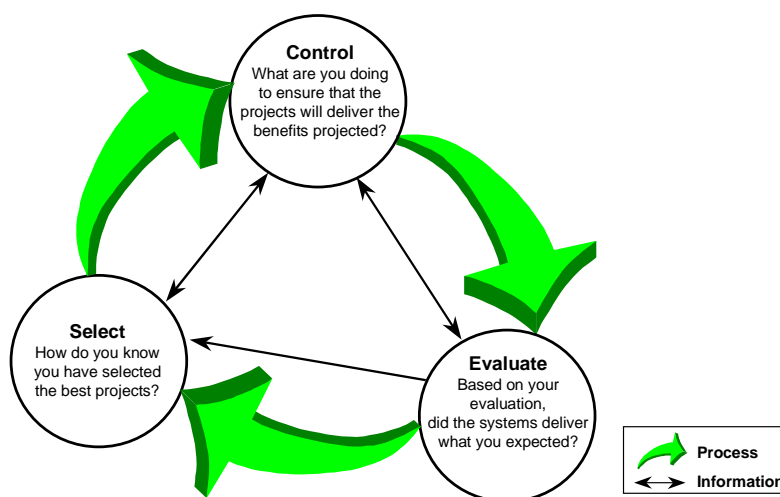 Control
What are you doing
to ensure that the
projects will deliver the
benefits projected?
Select
How do you know
you have selected
the best projects?
Evaluate
Based on your
evaluation,
did the systems deliver
what you expected?
Process
Information